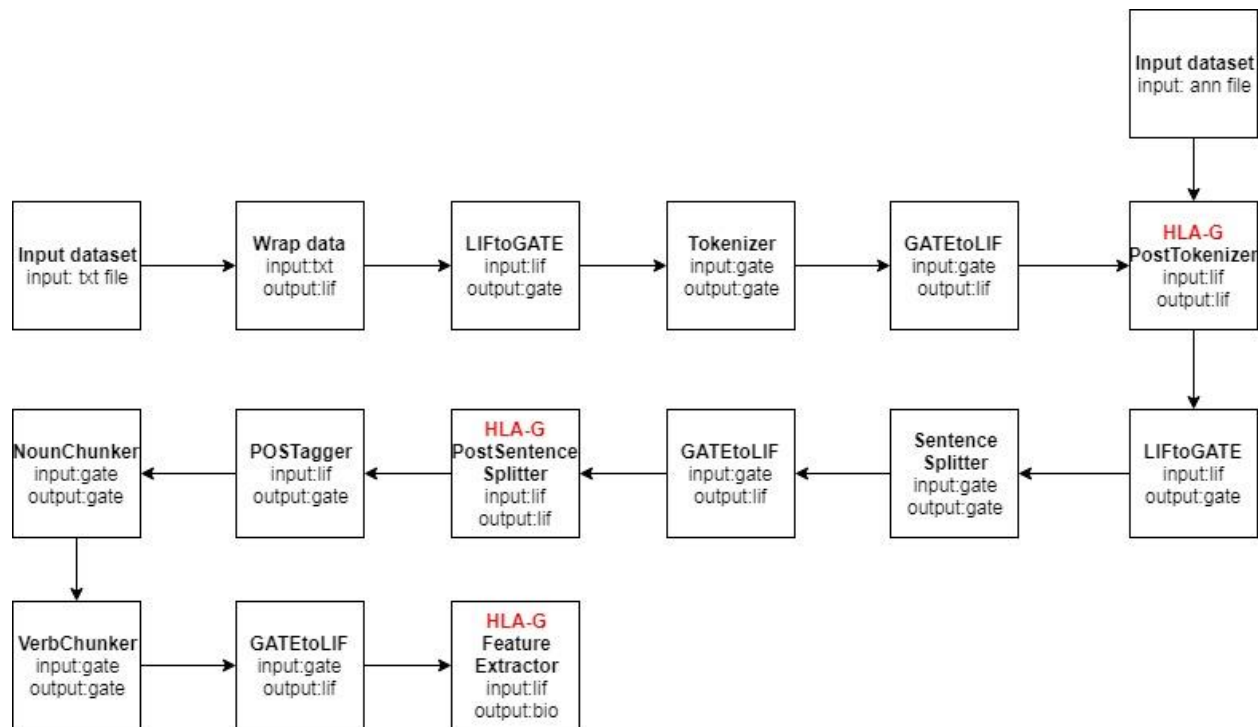 Input dataset
input: ann file
Input dataset
input: txt file
Wrap data
input:txt
output:lif
LIFtoGATE
input:lif
output:gate
Tokenizer
input:gate
output:gate
GATEtoLIF
input:gate
output:lif
HLA-G
PostTokenizer
input:lif
output:lif
LIFtoGATE
input:lif
output:gate
Sentence
Splitter
input:gate
output:gate
GATEtoLIF
input:gate
output:lif
HLA-G
PostSentence
Splitter
input:lif
output:lif
POSTagger
input:lif
output:gate
NounChunker
input:gate
output:gate
VerbChunker
input:gate
output:gate
GATEtoLIF
input:gate
output:lif
HLA-G
Feature
Extractor
input:lif
output:bio